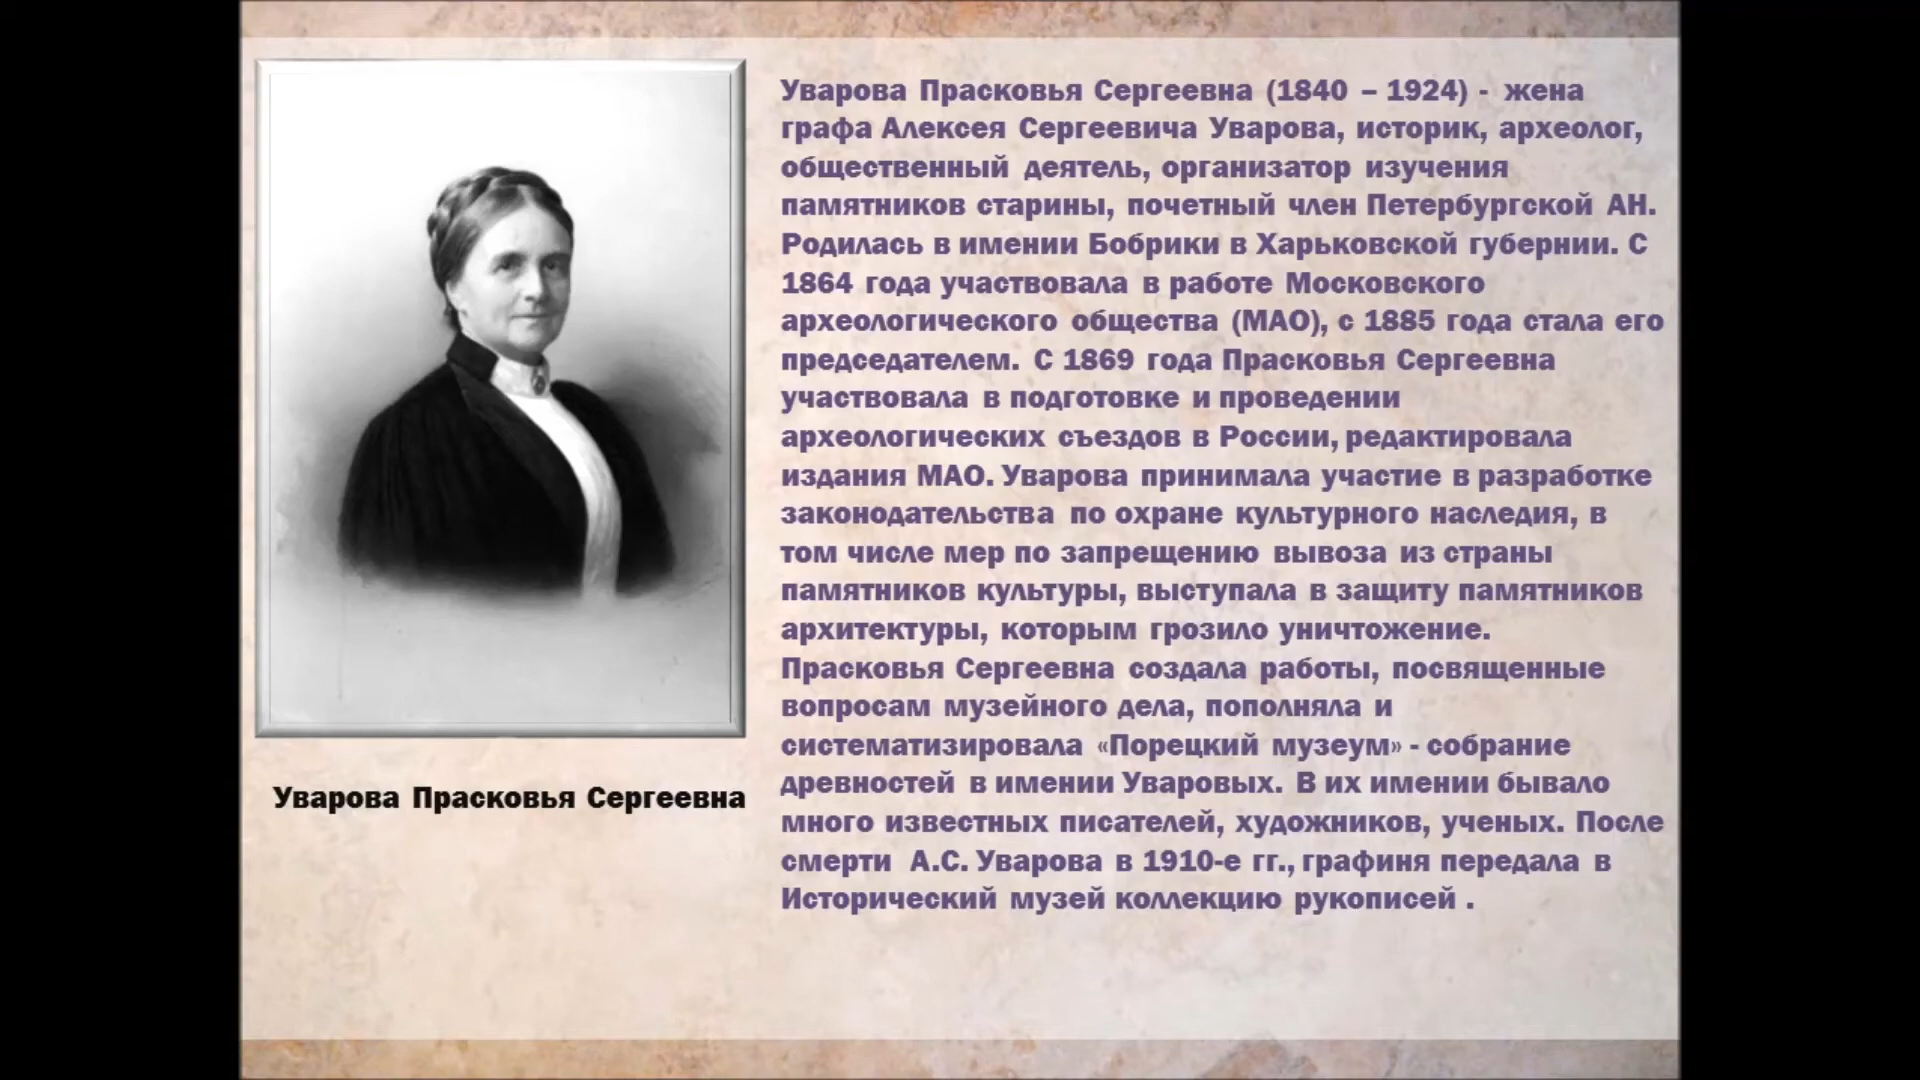 Уварова Прасковья Сергеевна (1840 – 1924) - жена
графа Алексея Сергеевича Уварова, историк, археолог,
общественный деятель, организатор изучения
памятников старины, почетный член Петербургской АН.
Родилась в имении Бобрики в Харьковской губернии. С
1864 года участвовала в работе Московского
археологического общества (МАО), с 1885 года стала его
председателем. С 1869 года Прасковья Сергеевна
участвовала в подготовке и проведении
археологических съездов в России, редактировала
издания МАО. Уварова принимала участие в разработке
законодательства по охране культурного наследия, в
том числе мер по запрещению вывоза из страны
памятников культуры, выступала в защиту памятников
архитектуры, которым грозило уничтожение.
Прасковья Сергеевна создала работы, посвященные
вопросам музейного дела, пополняла и
систематизировала «Порецкий музеум» - собрание
древностей в имении Уваровых. В их имении бывало
много известных писателей, художников, ученых. После
смерти А.С. Уварова в 1910-е гг., графиня передала в
Исторический музей коллекцию рукописей .
Уварова Прасковья Сергеевна